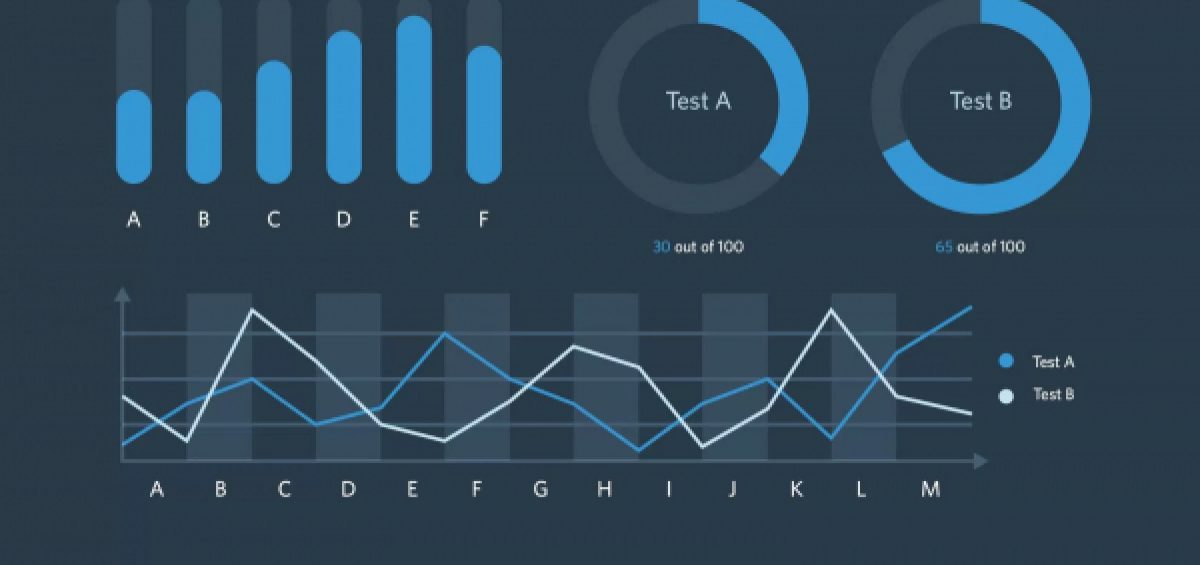 A B C D E F
Test A
30 out of 100
Test B
65 out of 100
Test A
Test B
A B C D E F G H I J K L M